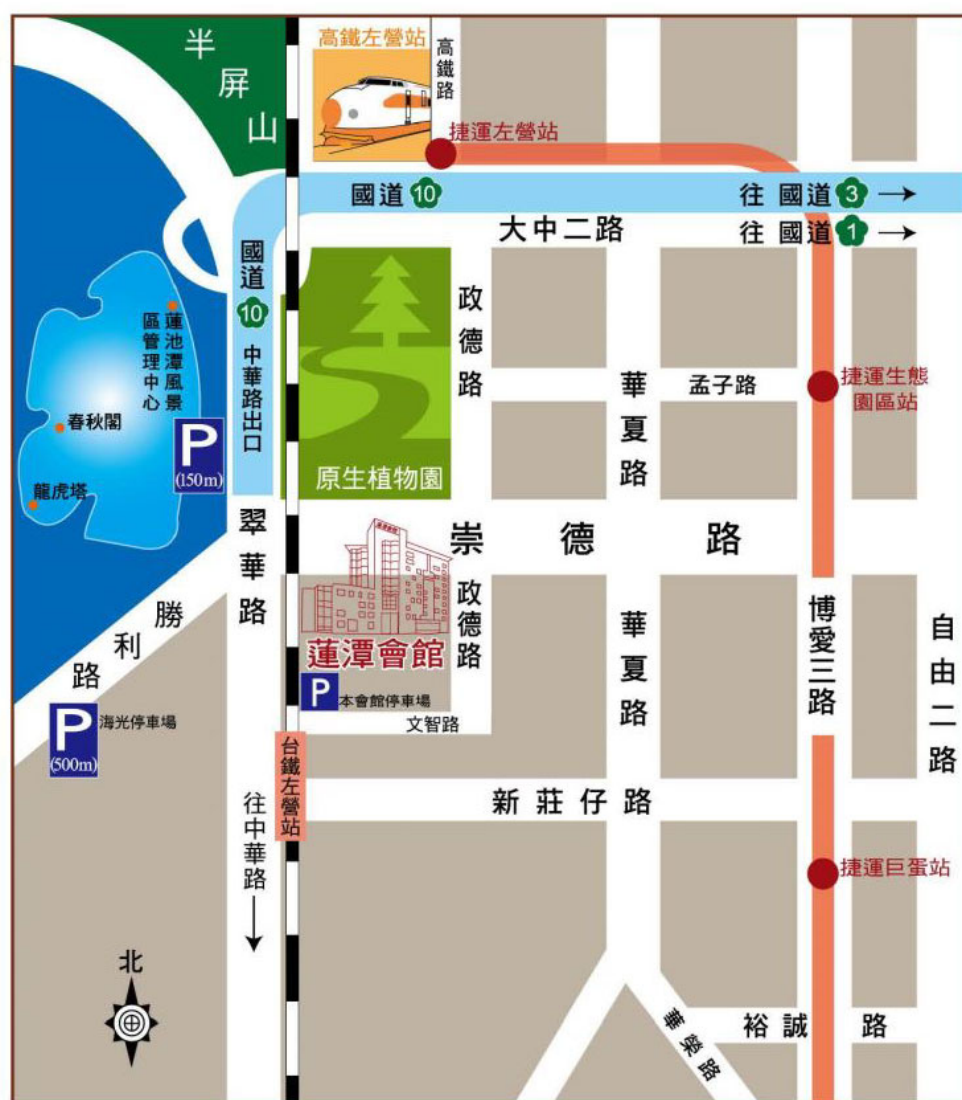 半屏山
高鐵左營站
高鐵路
捷運左營站
國道 10
往 國道 3 →
大中二路
往 國道 1 →
國道 10 中華路出口
政德路
蓮池潭風景
區管理中心
華夏路
孟子路
捷運生態
園區站
春秋閣
P
(150m)
龍虎塔
原生植物園
翠華路
崇德路
蓮潭會館
蓮潭會館
政德路
華夏路
博愛三路
自由二路
勝利路
P
本會館停車場
P
(500m)
海光停車場
文智路
台鐵左營站
新莊仔路
往中華路
捷運巨蛋站
北
華榮路
裕誠路